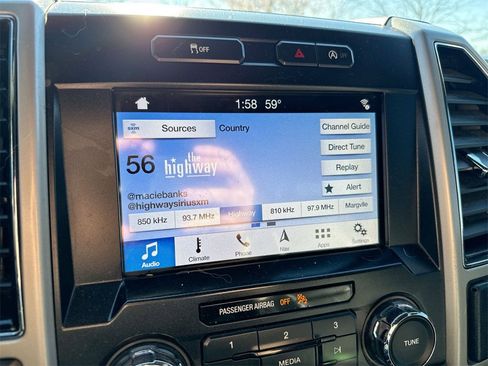 OFF
OFF
1:58 59°
sxm Sources Country Channel Guide
Direct Tune
56 the highway Replay
Alert
@maciebanks
@highwaysiriusxm
850 kHz 93.7 MHz Highway 810 kHz 97.9 MHz Margville
Audio Climate Phone Nav Apps Settings
PASSENGER AIRBAG OFF
1 2 3
MEDIA
TUNE